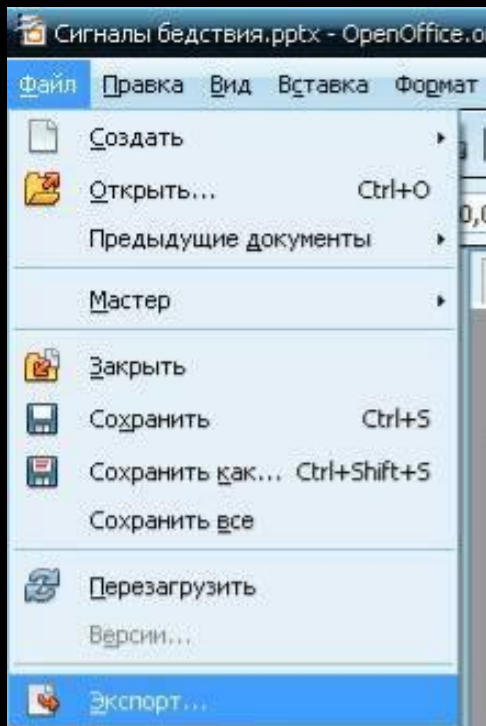 Сигналы бедствия.pptx - OpenOffice.o
Файл Правка Вид Вставка Формат
Создать
Открыть... Ctrl+O
Предыдущие документы
Мастер
Закрыть
Сохранить Ctrl+S
Сохранить как... Ctrl+Shift+S
Сохранить все
Перезагрузить
Версии...
Экспорт...